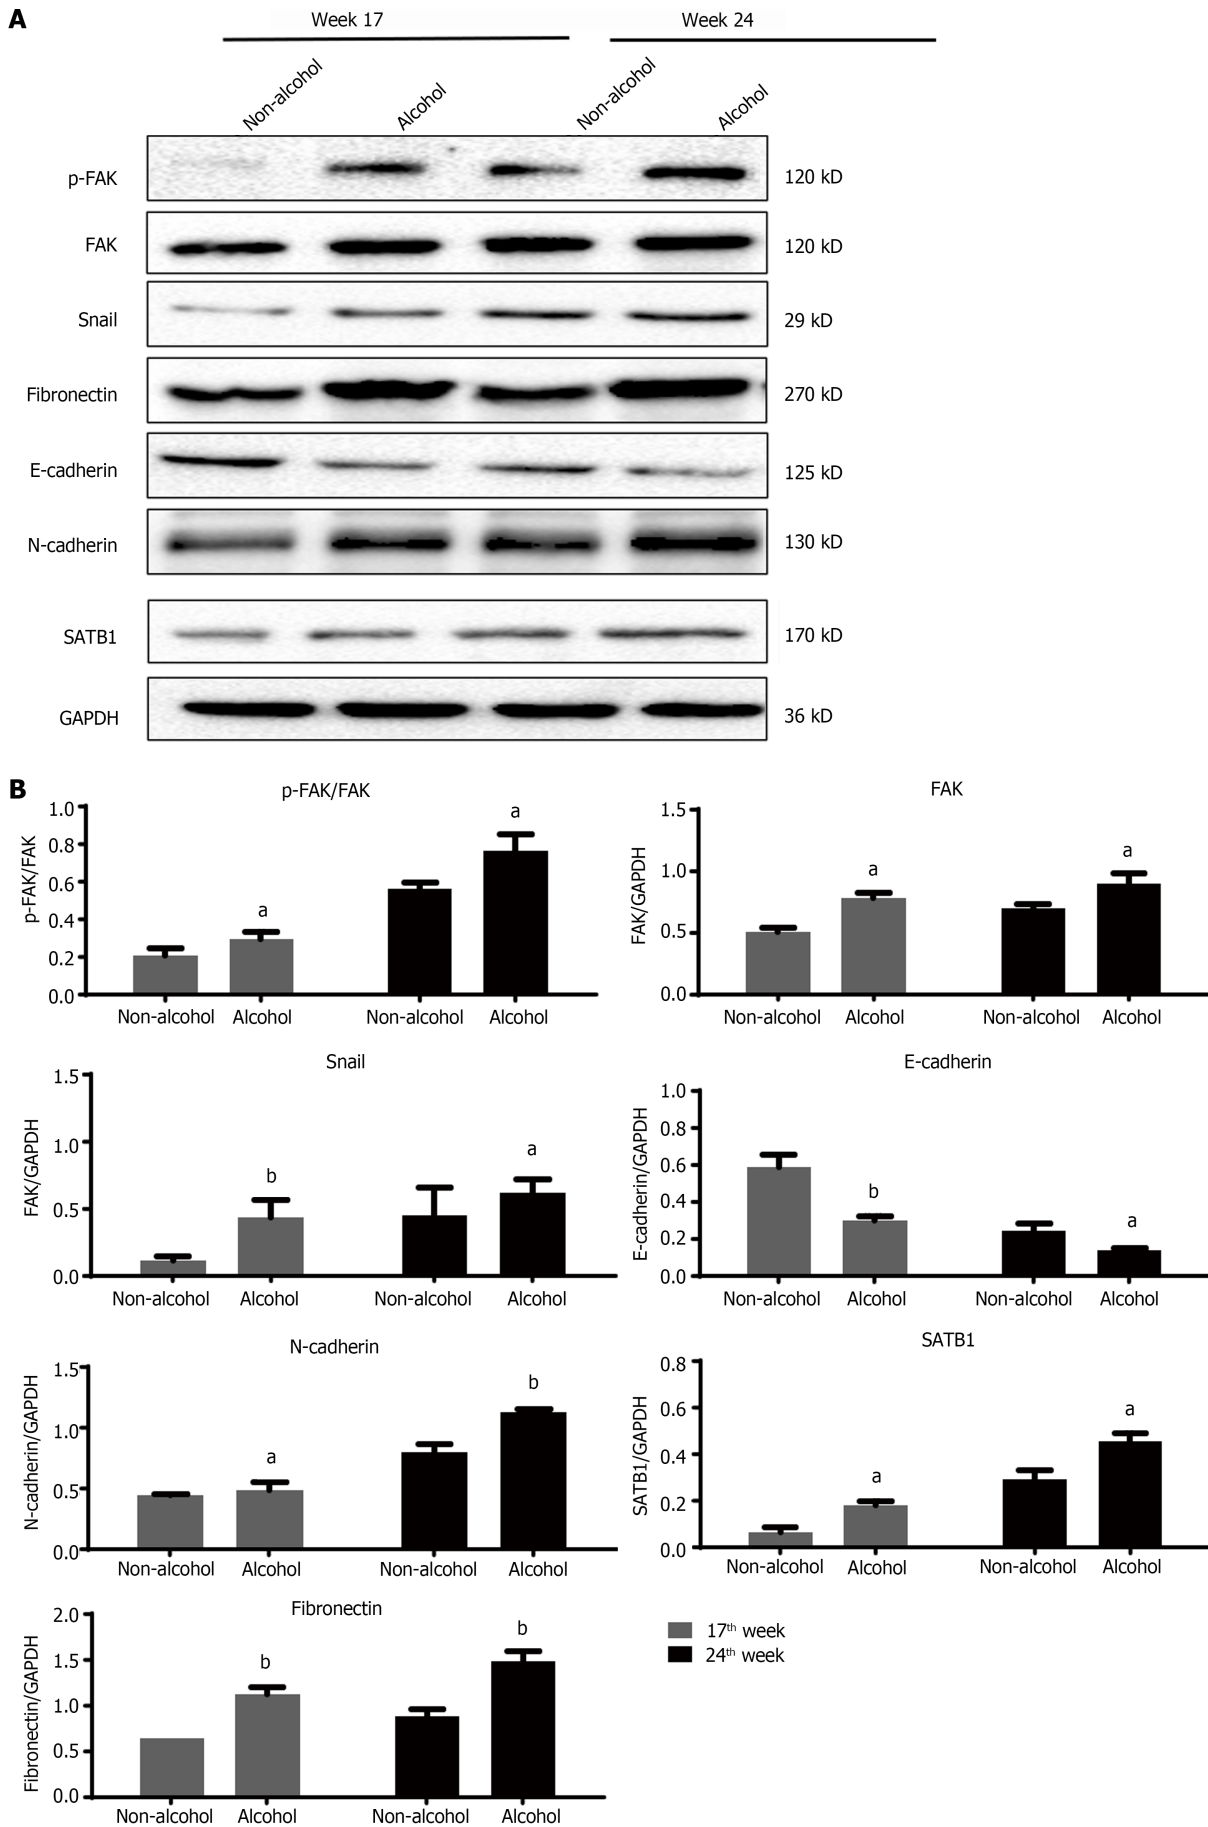 A
Week 17
Week 24
Non-alcohol
Alcohol
Non-alcohol
Alcohol
p-FAK
120 kD
FAK
120 kD
Snail
29 kD
Fibronectin
270 kD
E-cadherin
125 kD
N-cadherin
130 kD
SATB1
170 kD
GAPDH
36 kD
B
p-FAK/FAK
p-FAK/FAK
1.0
0.8
0.6
0.4
0.2
0.0
a
a
Non-alcohol Alcohol Non-alcohol Alcohol
FAK
FAK/GAPDH
1.5
1.0
0.5
0.0
a
a
Non-alcohol Alcohol Non-alcohol Alcohol
Snail
FAK/GAPDH
1.5
1.0
0.5
0.0
b
a
Non-alcohol Alcohol Non-alcohol Alcohol
E-cadherin
E-cadherin/GAPDH
1.0
0.8
0.6
0.4
0.2
0.0
b
a
Non-alcohol Alcohol Non-alcohol Alcohol
N-cadherin
N-cadherin/GAPDH
1.5
1.0
0.5
0.0
a
b
Non-alcohol Alcohol Non-alcohol Alcohol
SATB1
SATB1/GAPDH
0.8
0.6
0.4
0.2
0.0
a
a
Non-alcohol Alcohol Non-alcohol Alcohol
Fibronectin
Fibronectin/GAPDH
2.0
1.5
1.0
0.5
0.0
b
b
Non-alcohol Alcohol Non-alcohol Alcohol
17th week
24th week